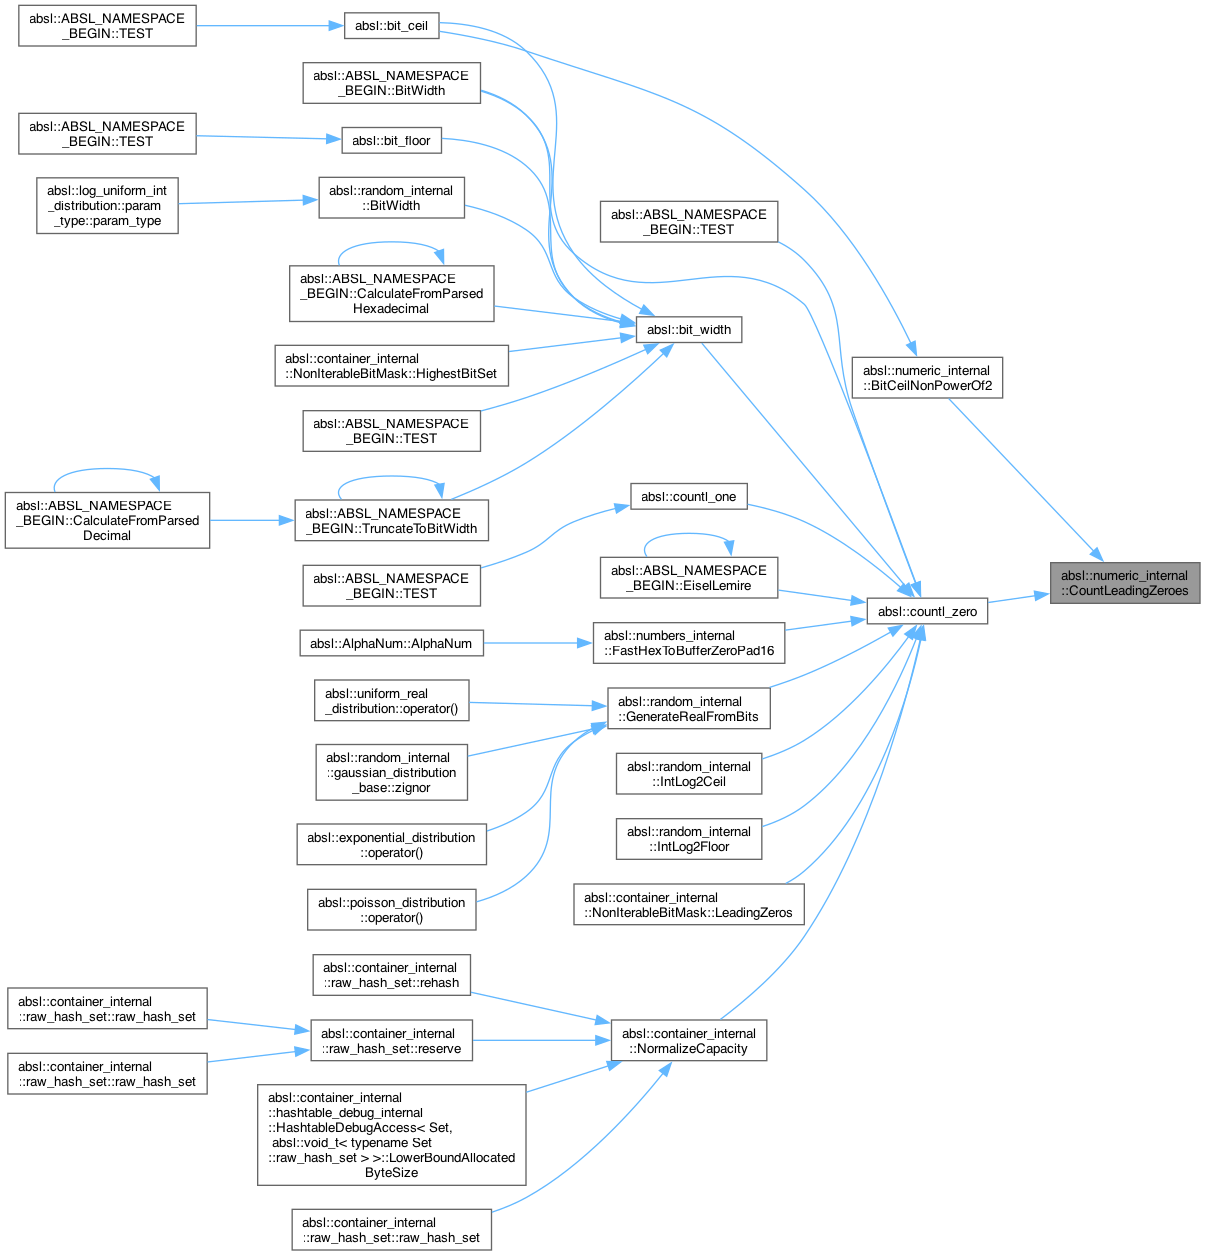 absl::ABSL_NAMESPACE
_BEGIN::TEST
absl::bit_ceil
absl::ABSL_NAMESPACE
_BEGIN::BitWidth
absl::ABSL_NAMESPACE
_BEGIN::TEST
absl::bit_floor
absl::log_uniform_int
_distribution::param
_type::param_type
absl::random_internal
::BitWidth
absl::ABSL_NAMESPACE
_BEGIN::TEST
absl::ABSL_NAMESPACE
_BEGIN::CalculateFromParsed
Hexadecimal
absl::bit_width
absl::container_internal
::NonIterableBitMask::HighestBitSet
absl::numeric_internal
::BitCeilNonPowerOf2
absl::ABSL_NAMESPACE
_BEGIN::TEST
absl::ABSL_NAMESPACE
_BEGIN::CalculateFromParsed
Decimal
absl::ABSL_NAMESPACE
_BEGIN::TruncateToBitWidth
absl::countl_one
absl::ABSL_NAMESPACE
_BEGIN::TEST
absl::ABSL_NAMESPACE
_BEGIN::EiselLemire
absl::numeric_internal
::CountLeadingZeroes
absl::countl_zero
absl::AlphaNum::AlphaNum
absl::numbers_internal
::FastHexToBufferZeroPad16
absl::uniform_real
_distribution::operator()
absl::random_internal
::GenerateRealFromBits
absl::random_internal
::gaussian_distribution
_base::zignor
absl::random_internal
::IntLog2Ceil
absl::exponential_distribution
::operator()
absl::random_internal
::IntLog2Floor
absl::poisson_distribution
::operator()
absl::container_internal
::NonIterableBitMask::LeadingZeros
absl::container_internal
::raw_hash_set::rehash
absl::container_internal
::raw_hash_set::raw_hash_set
absl::container_internal
::raw_hash_set::reserve
absl::container_internal
::NormalizeCapacity
absl::container_internal
::raw_hash_set::raw_hash_set
absl::container_internal
::hashtable_debug_internal
::HashtableDebugAccess< Set,
absl::void_t< typename Set
::raw_hash_set > >::LowerBoundAllocated
ByteSize
absl::container_internal
::raw_hash_set::raw_hash_set